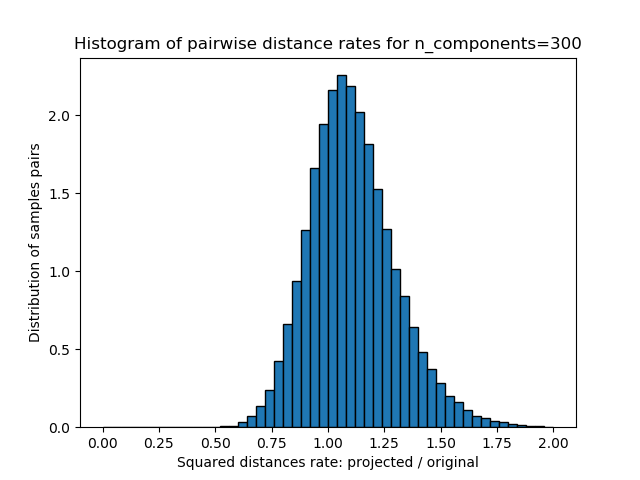 Histogram of pairwise distance rates for n_components=300
Distribution of samples pairs
2.0
1.5
1.0
0.5
0.0
0.00 0.25 0.50 0.75 1.00 1.25 1.50 1.75 2.00
Squared distances rate: projected / original